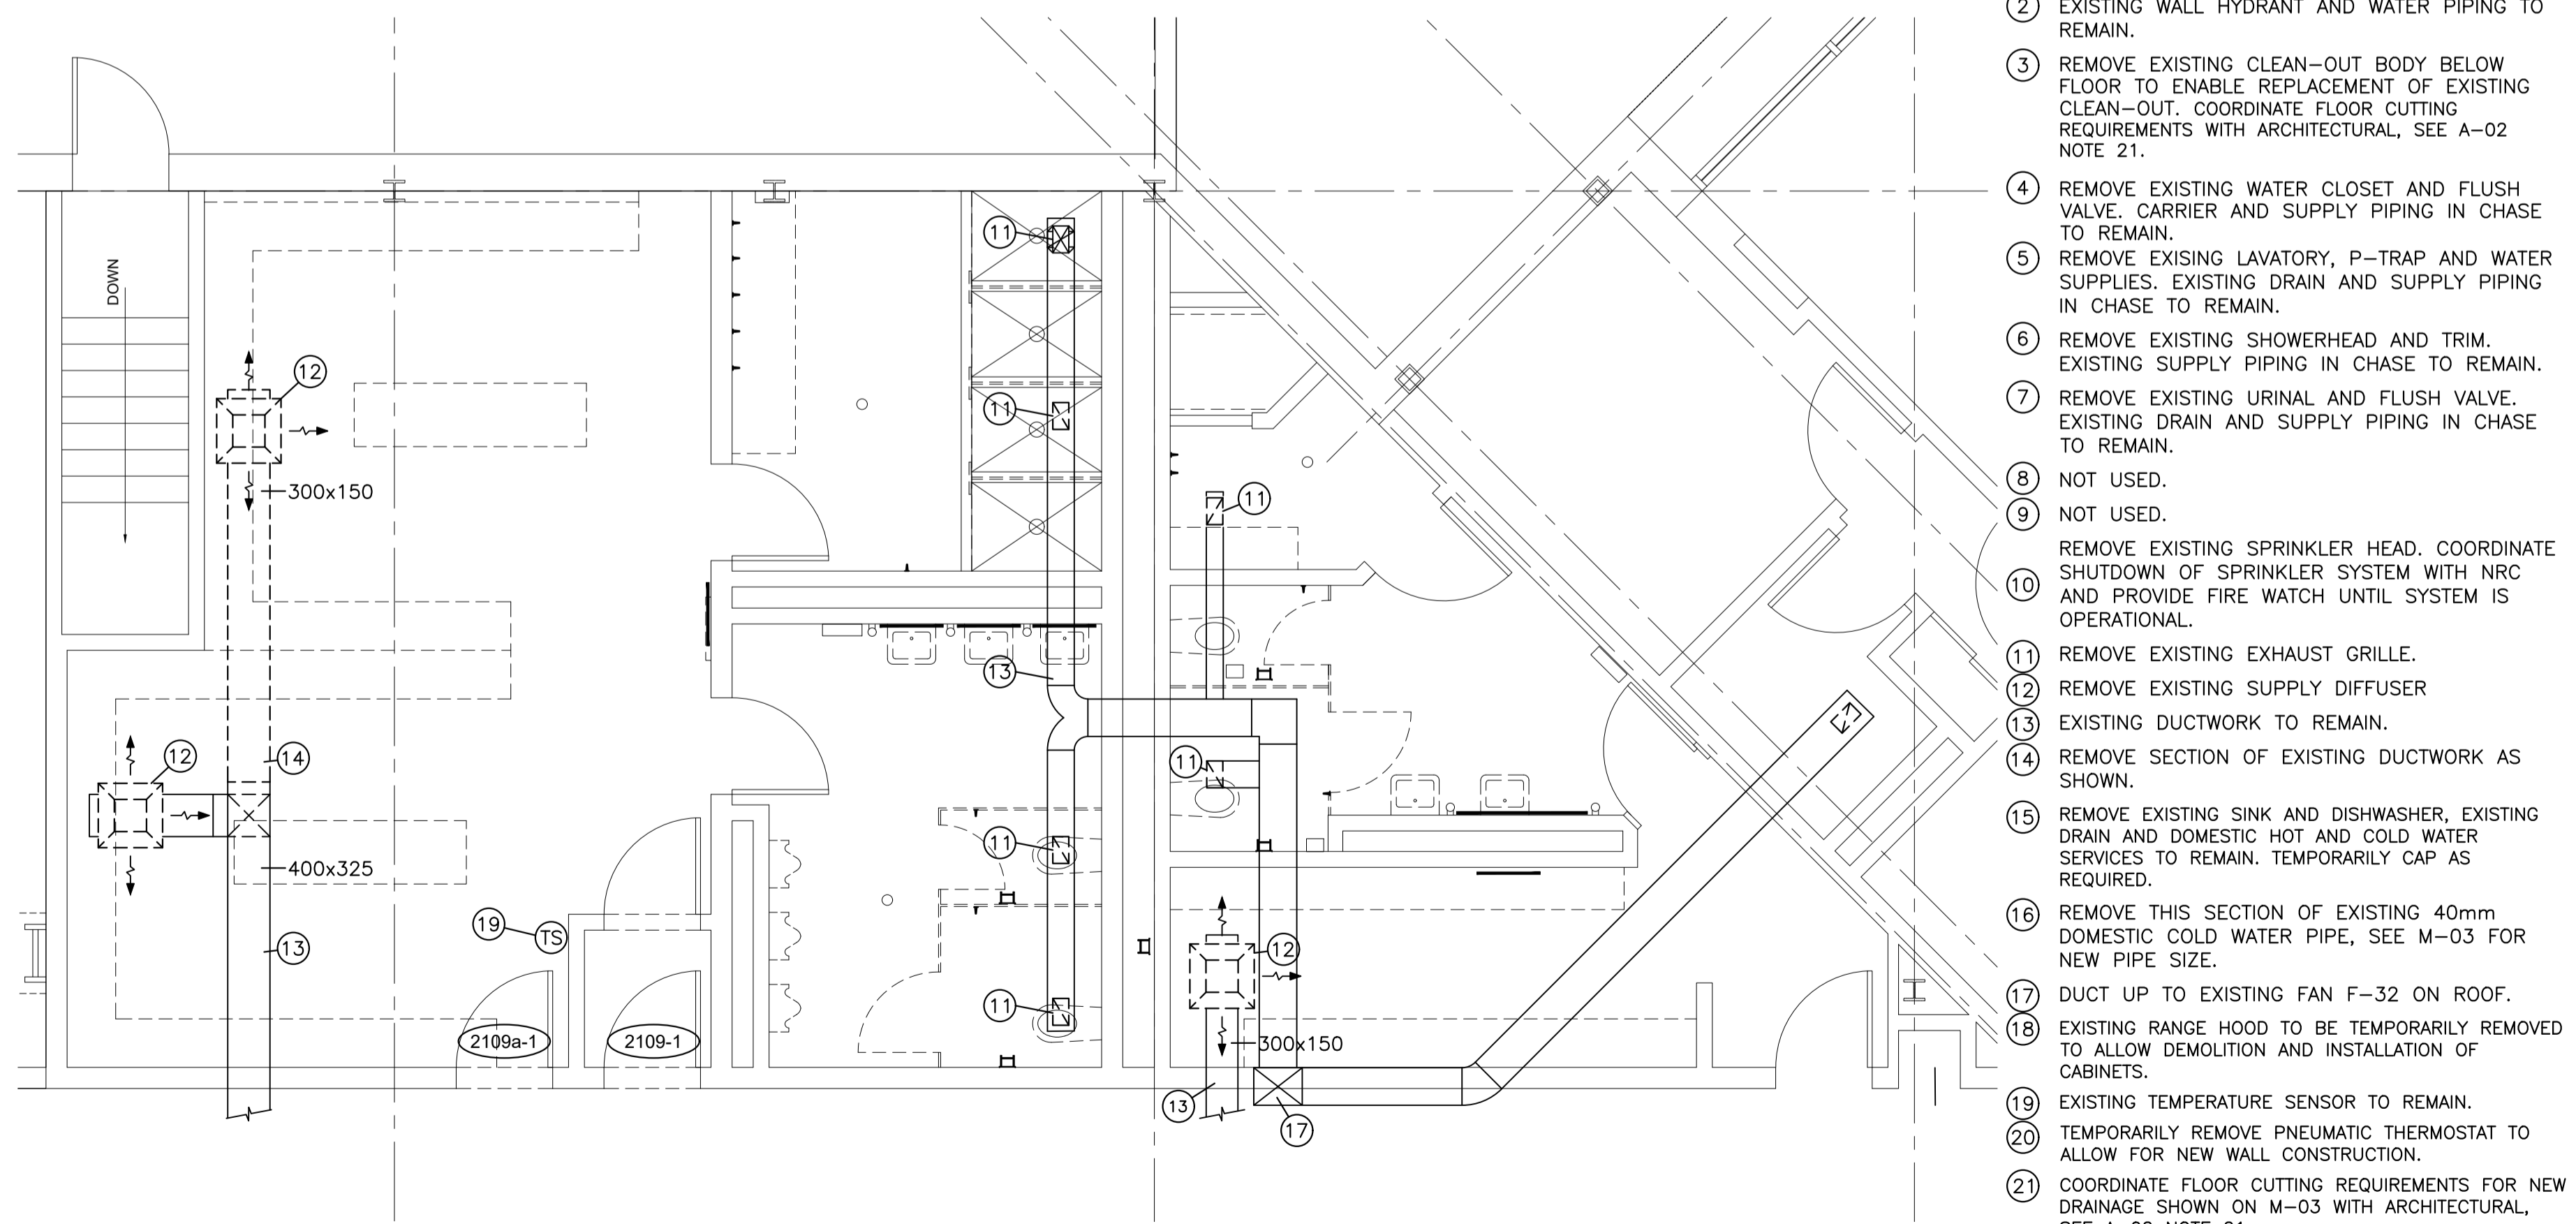 DOWN
11
12
11
300x150
11
13
12
14
11
11
400x325
19
TS
13
12
11
2109a-1
2109-1
300x150
13
17
2 EXISTING WALL HYDRANT AND WATER PIPING TO
REMAIN.
3 REMOVE EXISTING CLEAN-OUT BODY BELOW
FLOOR TO ENABLE REPLACEMENT OF EXISTING
CLEAN-OUT. COORDINATE FLOOR CUTTING
REQUIREMENTS WITH ARCHITECTURAL, SEE A-02
NOTE 21.
4 REMOVE EXISTING WATER CLOSET AND FLUSH
VALVE. CARRIER AND SUPPLY PIPING IN CHASE
TO REMAIN.
5 REMOVE EXISING LAVATORY, P-TRAP AND WATER
SUPPLIES. EXISTING DRAIN AND SUPPLY PIPING
IN CHASE TO REMAIN.
6 REMOVE EXISTING SHOWERHEAD AND TRIM.
EXISTING SUPPLY PIPING IN CHASE TO REMAIN.
7 REMOVE EXISTING URINAL AND FLUSH VALVE.
EXISTING DRAIN AND SUPPLY PIPING IN CHASE
TO REMAIN.
8 NOT USED.
9 NOT USED.
REMOVE EXISTING SPRINKLER HEAD. COORDINATE
10 SHUTDOWN OF SPRINKLER SYSTEM WITH NRC
AND PROVIDE FIRE WATCH UNTIL SYSTEM IS
OPERATIONAL.
11 REMOVE EXISTING EXHAUST GRILLE.
12 REMOVE EXISTING SUPPLY DIFFUSER
13 EXISTING DUCTWORK TO REMAIN.
14 REMOVE SECTION OF EXISTING DUCTWORK AS
SHOWN.
15 REMOVE EXISTING SINK AND DISHWASHER, EXISTING
DRAIN AND DOMESTIC HOT AND COLD WATER
SERVICES TO REMAIN. TEMPORARILY CAP AS
REQUIRED.
16 REMOVE THIS SECTION OF EXISTING 40mm
DOMESTIC COLD WATER PIPE, SEE M-03 FOR
NEW PIPE SIZE.
17 DUCT UP TO EXISTING FAN F-32 ON ROOF.
18 EXISTING RANGE HOOD TO BE TEMPORARILY REMOVED
TO ALLOW DEMOLITION AND INSTALLATION OF
CABINETS.
19 EXISTING TEMPERATURE SENSOR TO REMAIN.
20 TEMPORARILY REMOVE PNEUMATIC THERMOSTAT TO
ALLOW FOR NEW WALL CONSTRUCTION.
21 COORDINATE FLOOR CUTTING REQUIREMENTS FOR NEW
DRAINAGE SHOWN ON M-03 WITH ARCHITECTURAL,